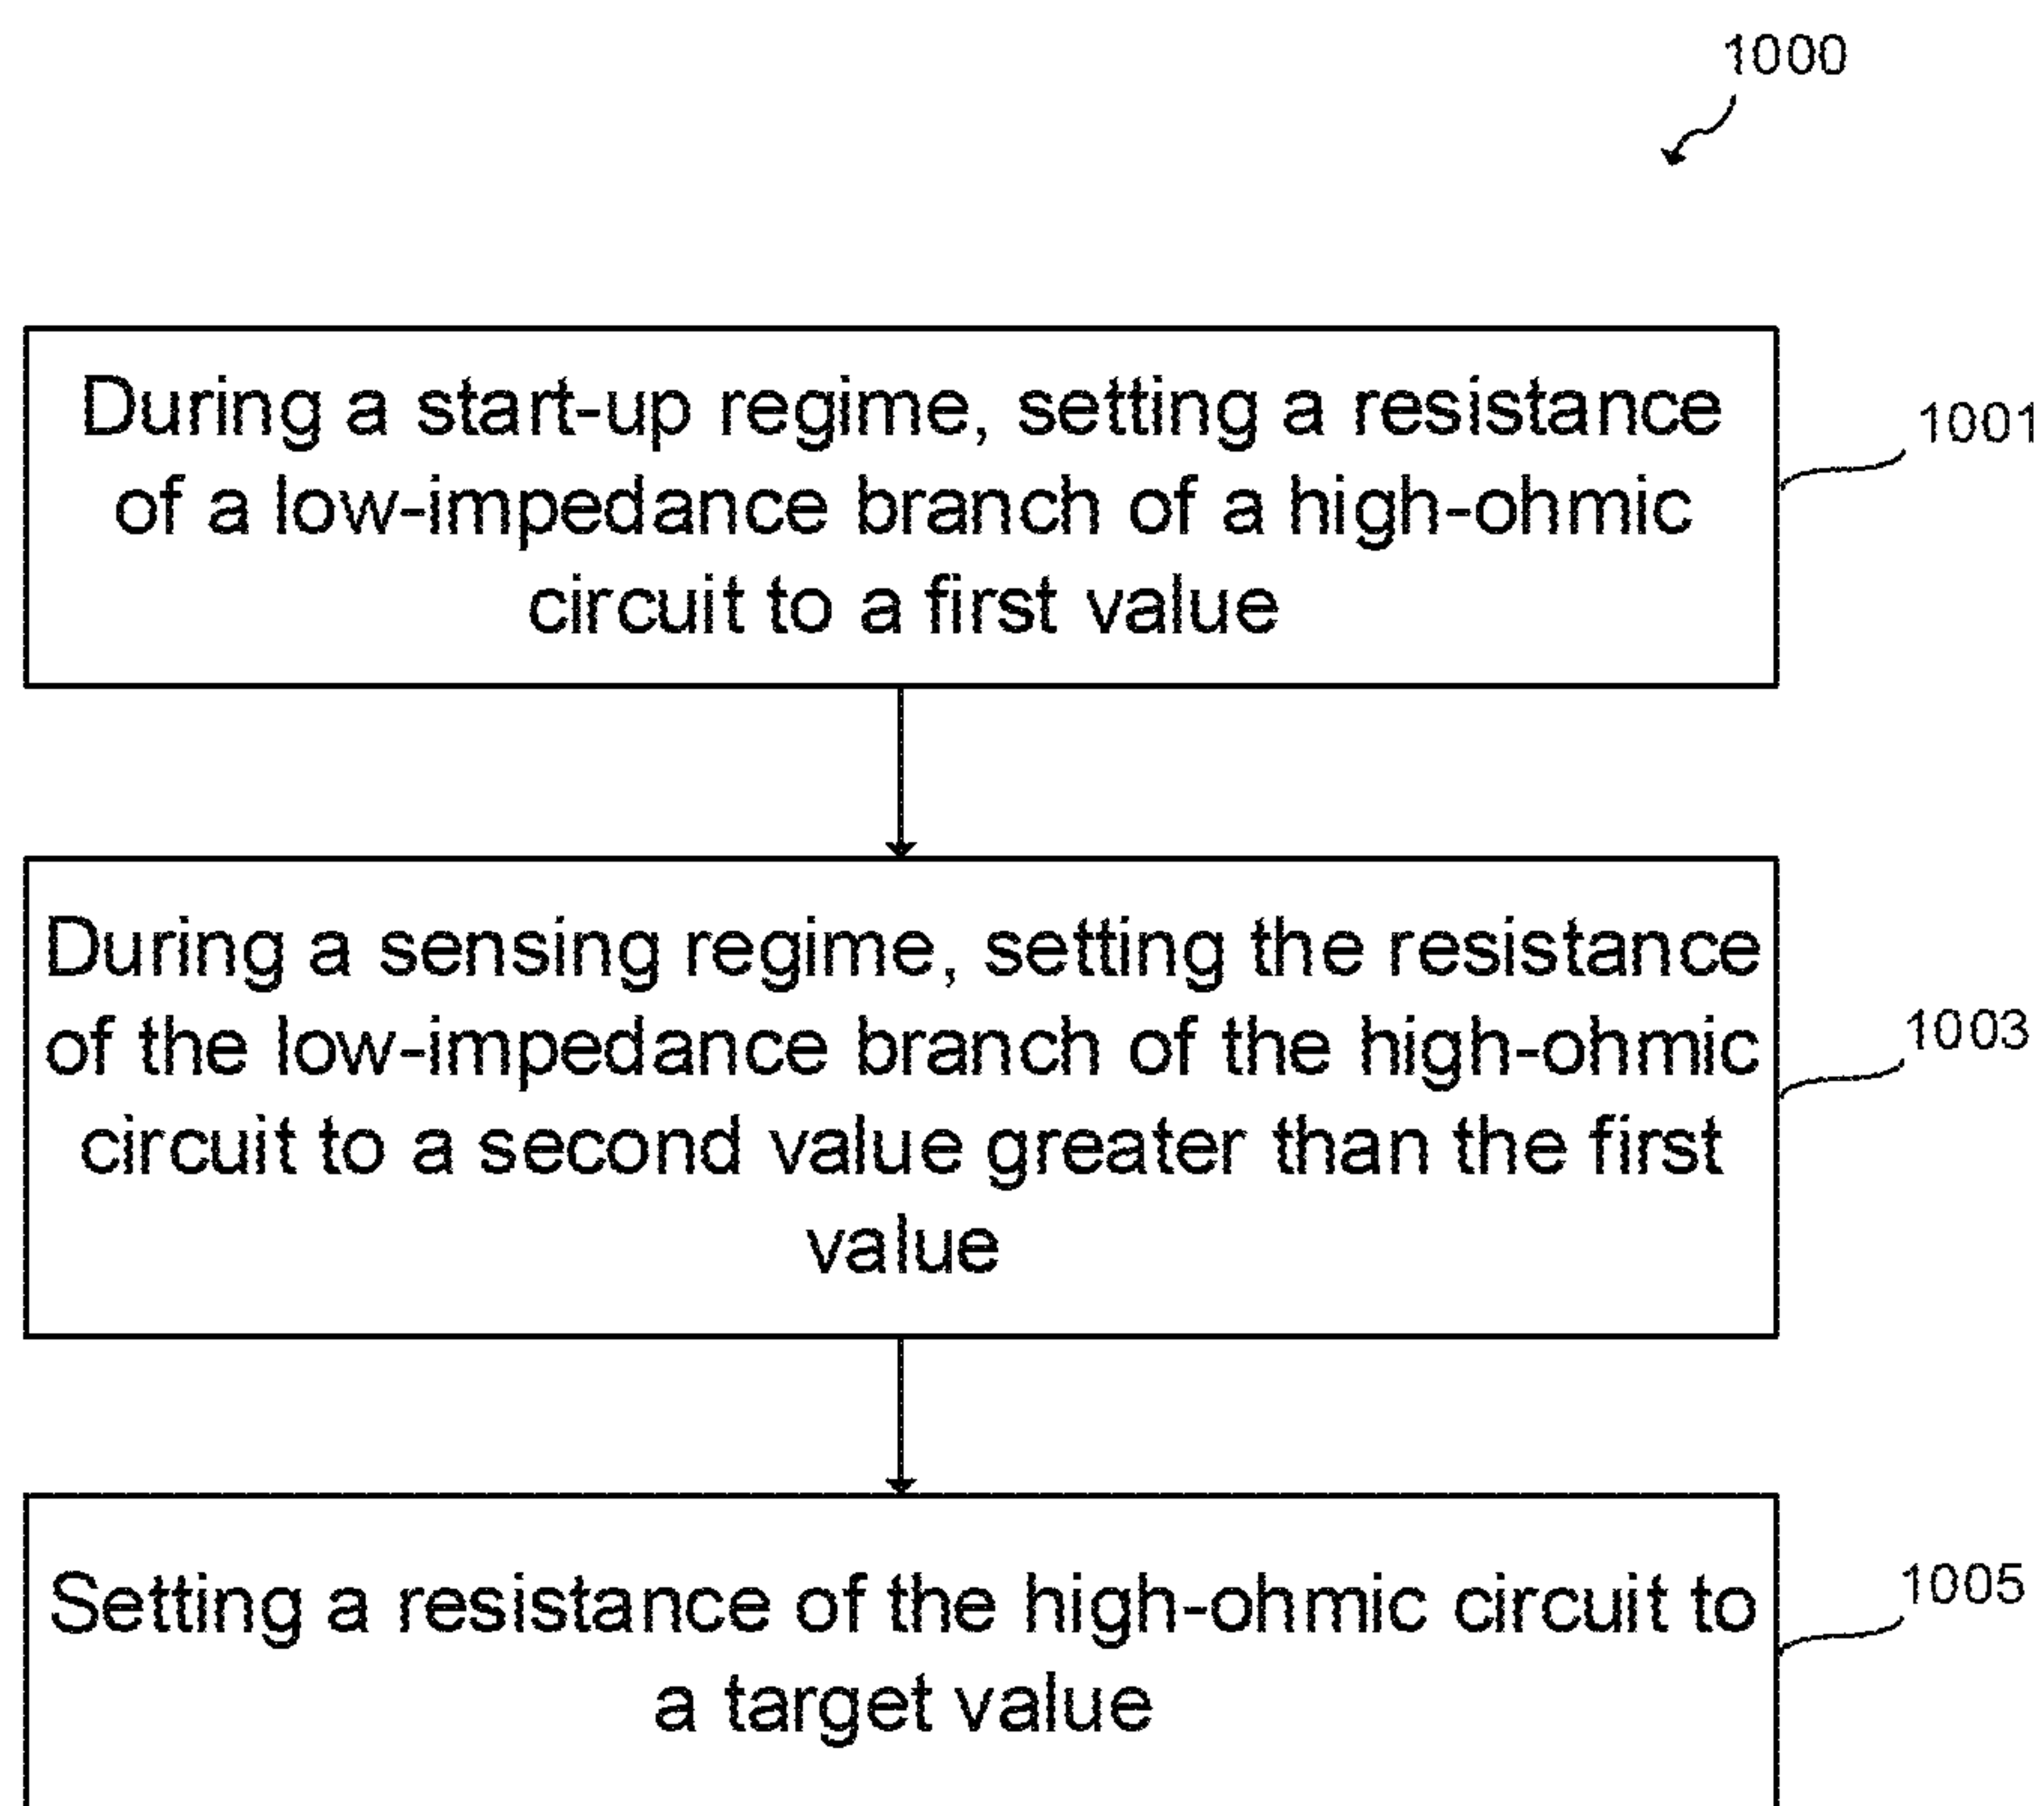 1000
During a start-up regime, setting a resistance
of a low-impedance branch of a high-ohmic
circuit to a first value
1001
During a sensing regime, setting the resistance
of the low-impedance branch of the high-ohmic
circuit to a second value greater than the first
value
1003
Setting a resistance of the high-ohmic circuit to
a target value
1005